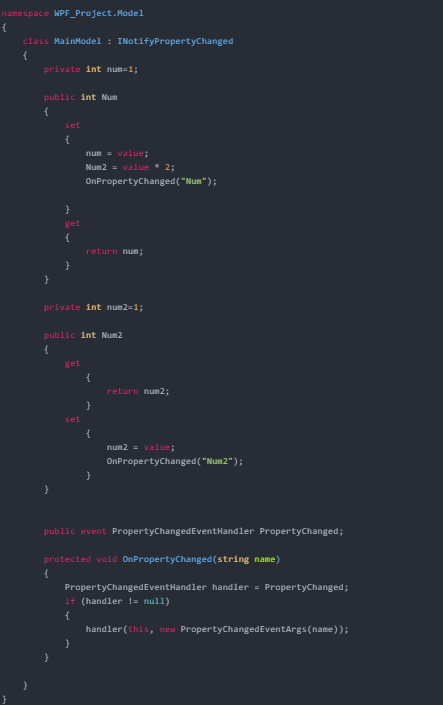 namespace WPF_Project.Model
{
    class MainModel : INotifyPropertyChanged
    {
        private int num=1;

        public int Num
        {
            set
            {
                num = value;
                Num2 = value * 2;
                OnPropertyChanged("Num");

            }
            get
            {
                return num;
            }
        }

        private int num2=1;

        public int Num2
        {
            get
                {
                    return num2;
                }
            set
                {
                    num2 = value;
                    OnPropertyChanged("Num2");
                }
        }


        public event PropertyChangedEventHandler PropertyChanged;

        protected void OnPropertyChanged(string name)
        {
            PropertyChangedEventHandler handler = PropertyChanged;
            if (handler != null)
            {
                handler(this, new PropertyChangedEventArgs(name));
            }
        }

    }
}